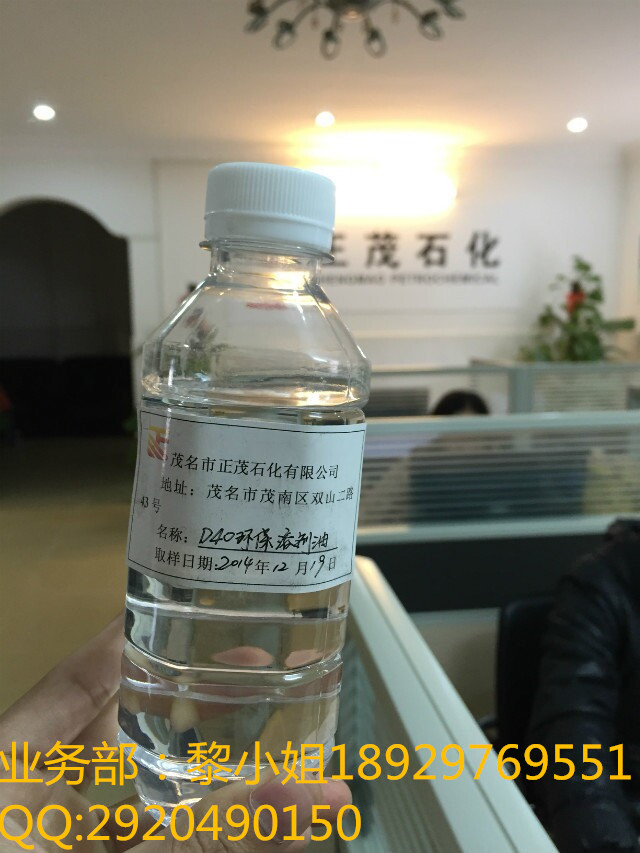 正茂石化
ZHENGMAO PETROCHEMICAL
茂名市正茂石化有限公司
地址：茂名市茂南区双山二路
43号
名称：D40环保溶剂油
取样日期:2014年12月19日
业务部：黎小姐18929769551
QQ:2920490150